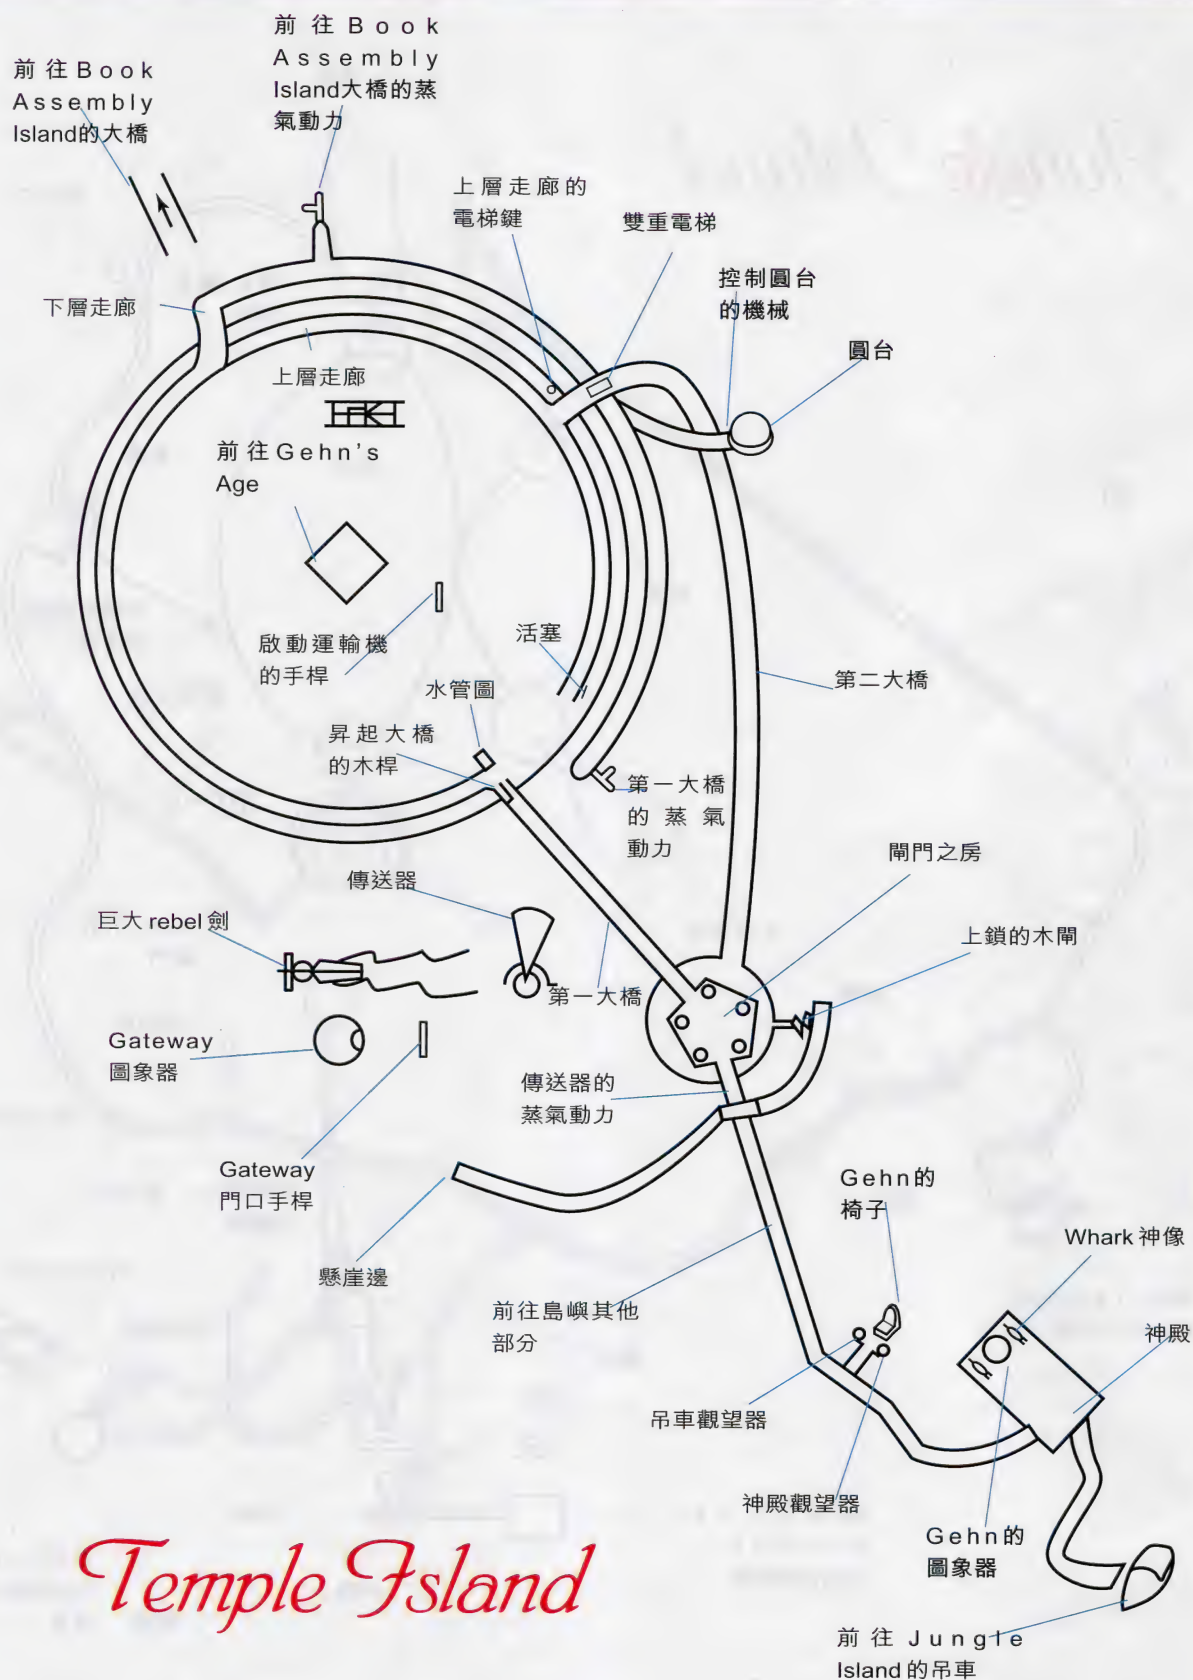 前往Book
Assembly
Island大橋的蒸
氣動力
前往Book
Assembly
Island的大橋
上層走廊的
電梯鍵
雙重電梯
控制圓台
的機械
圓台
下層走廊
上層走廊
前往Gehn's
Age
啟動運輸機
的手桿
活塞
水管圖
昇起大橋
的木桿
第二大橋
第一大橋
的蒸氣
動力
閘門之房
傳送器
巨大rebel劍
上鎖的木閘
第一大橋
Gateway
圖象器
傳送器的
蒸氣動力
Gateway
門口手桿
Gehn的
椅子
Whark神像
懸崖邊
前往島嶼其他
部分
神殿
吊車觀望器
神殿觀望器
Gehn的
圖象器
Temple Island
前往Jungle
Island的吊車